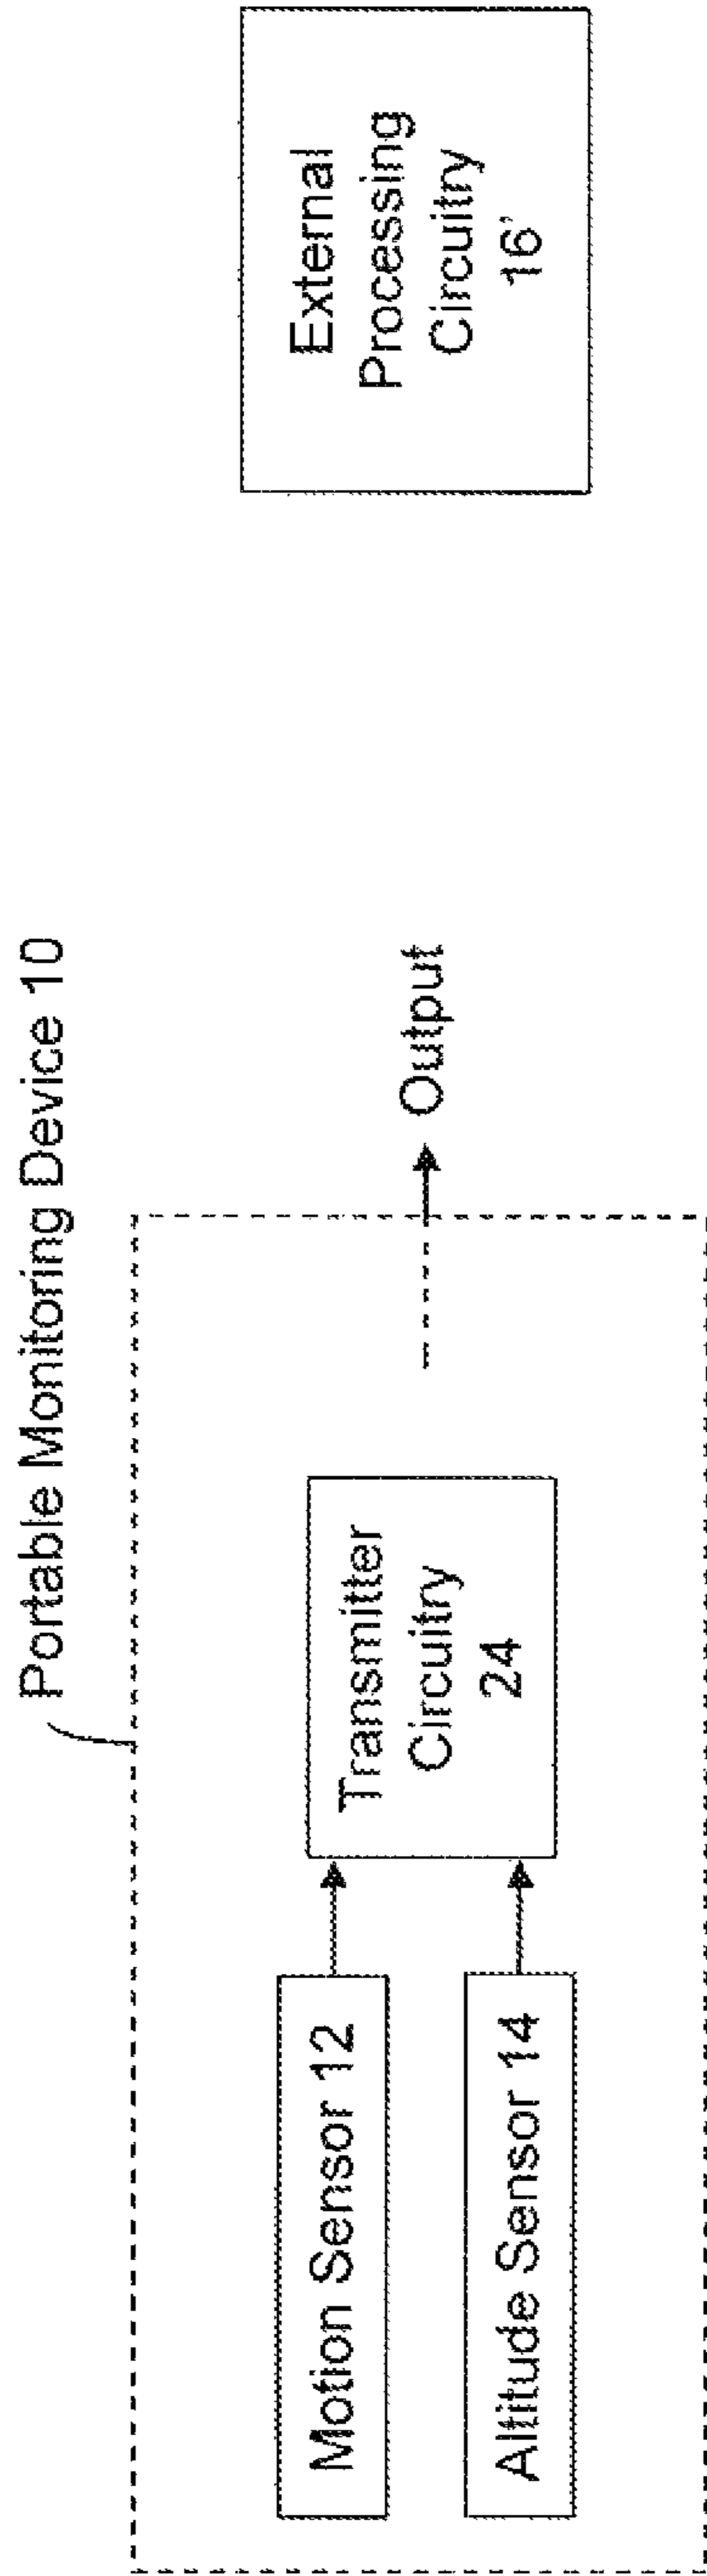 Portable Monitoring Device 10
Motion Sensor 12
Altitude Sensor 14
Transmitter
Circuitry
24
Output
External
Processing
Circuitry
16'